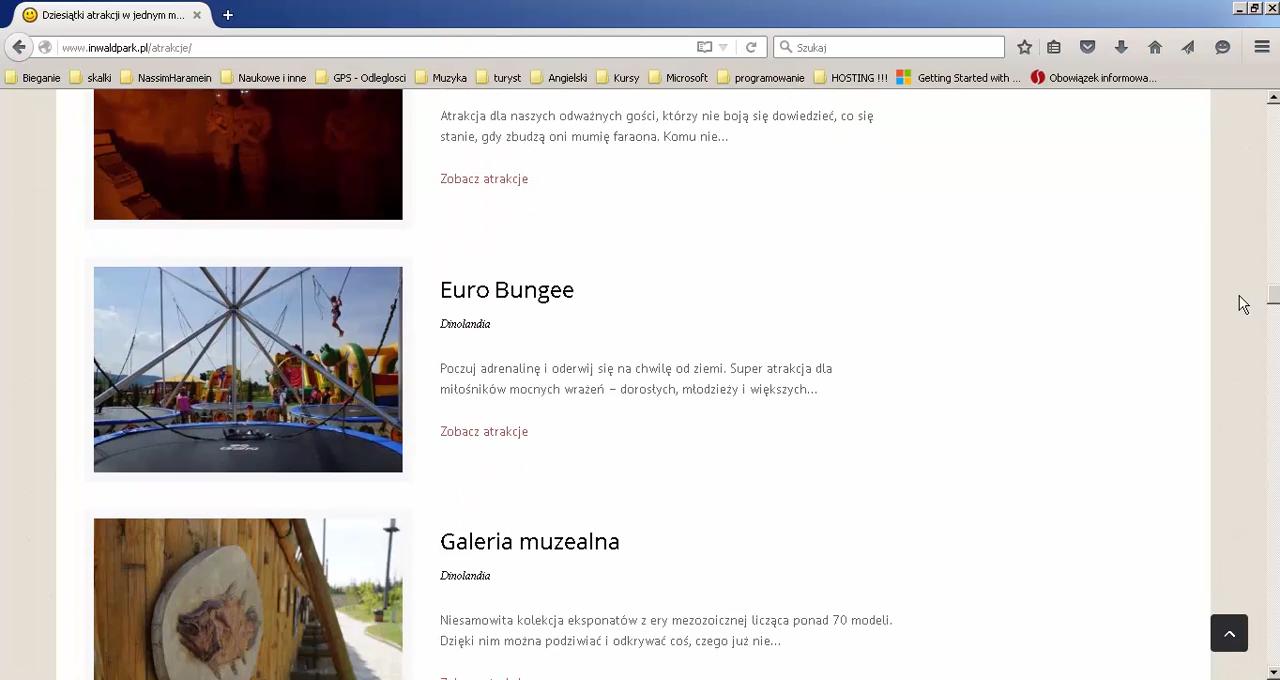 Dziesiątki atrakcji w jednym m...
www.inwaldpark.pl/atrakcje/
Szukaj
Bieganie skalki NassimHaramein Naukowe i inne GPS - Odleglosci Muzyka turyst Angielski Kursy Microsoft programowanie HOSTING !!! Getting Started with ... Obowiązek informowa...
Atrakcja dla naszych odważnych gości, którzy nie boją się dowiedzieć, co się
stanie, gdy zbudzą oni mumię faraona. Komu nie...
Zobacz atrakcje
Euro Bungee
Dinolandia
Poczuj adrenalinę i oderwij się na chwilę od ziemi. Super atrakcja dla
miłośników mocnych wrażeń – dorosłych, młodzieży i większych...
Zobacz atrakcje
Galeria muzealna
Dinolandia
Niesamowita kolekcja eksponatów z ery mezozoicznej licząca ponad 70 modeli.
Dzięki nim można podziwiać i odkrywać coś, czego już nie...